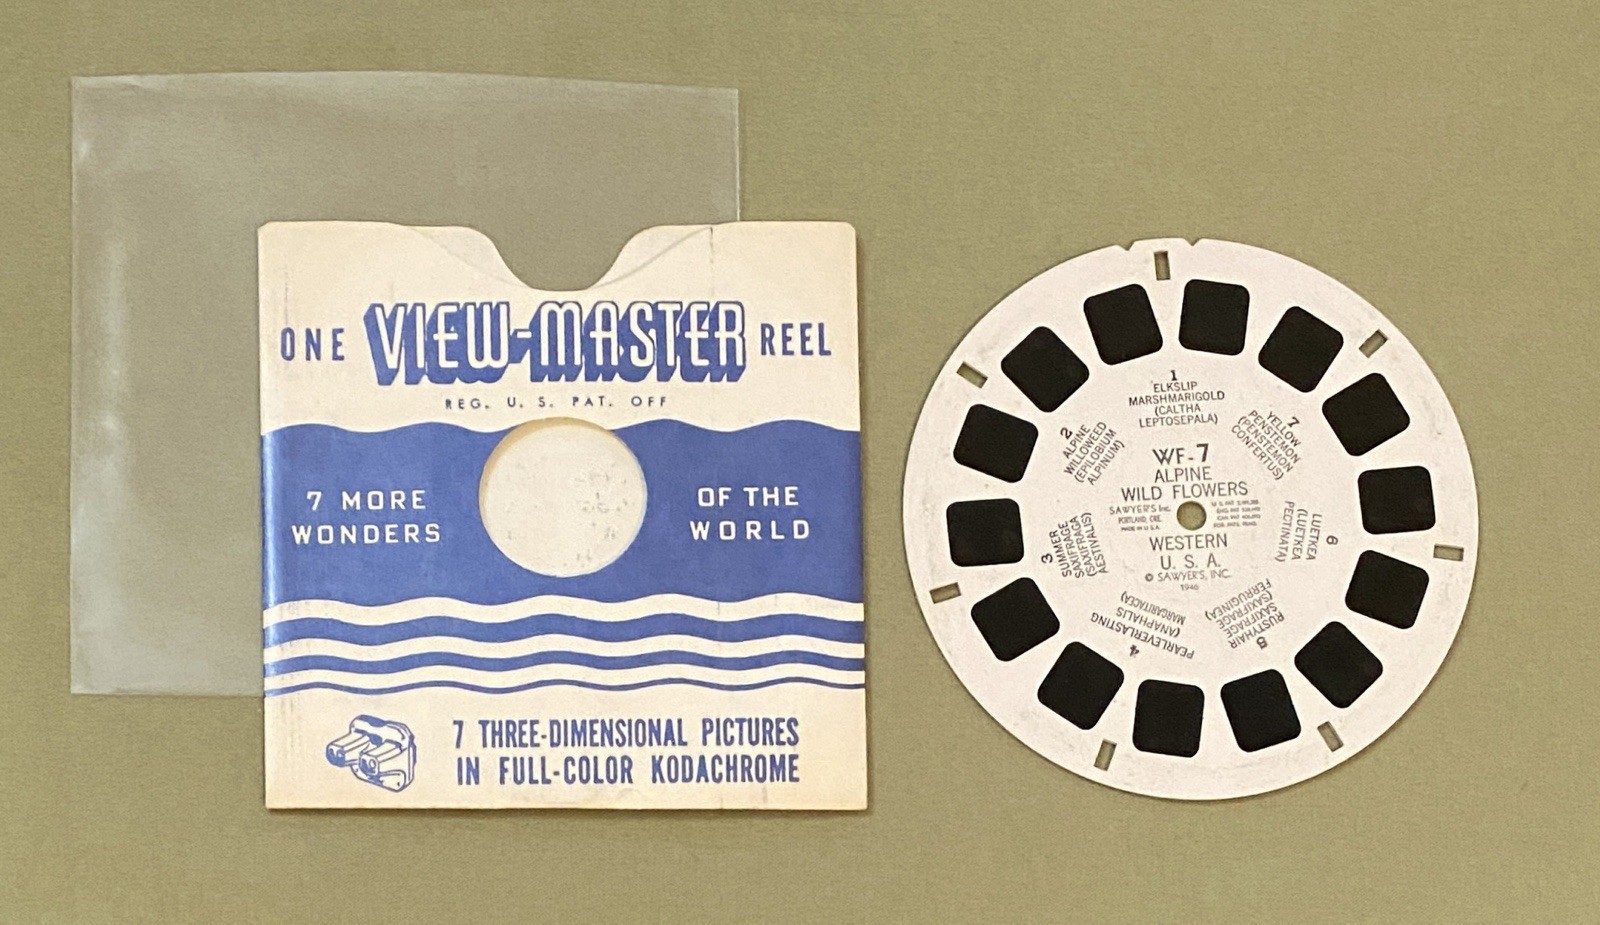 ONE VIEW-MASTER REEL
REG. U. S. PAT. OFF
7 MORE
WONDERS
OF THE
WORLD
7 THREE-DIMENSIONAL PICTURES
IN FULL-COLOR KODACHROME
1
ELKSLIP
MARSHMARIGOLD
(CALTHA
LEPTOSEPALA)
2
ALPINE
WILLOWEED
(EPILOBIUM
ALPINUM)
3
SUMMER
SAXIFRAGE
(SAXIFRAGA
AESTIVALIS)
4
PEARLEVERLASTING
(ANAPHALIS
MARGARITACEA)
5
RUSTYHAIR
SAXIFRAGE
(SAXIFRAGE
FERRUGINEA)
6
LUETKEA
(LUETKEA
PECTINATA)
7
YELLOW
PENSTEMON
(PENSTEMON
CONFERTUS)
WF-7
ALPINE
WILD FLOWERS
SAWYER'S Inc.
PORTLAND, ORE.
MADE IN U.S.A.
WESTERN
U. S. A.
© SAWYER'S, INC.
1946